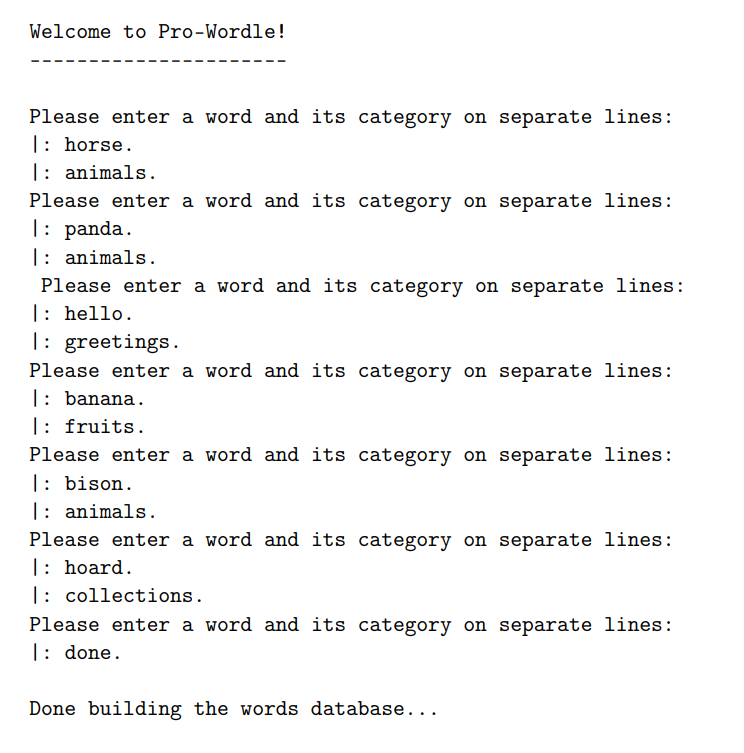 Welcome to Pro-Wordle!
----------------------
Please enter a word and its category on separate lines:
|: horse.
|: animals.
Please enter a word and its category on separate lines:
|: panda.
|: animals.
Please enter a word and its category on separate lines:
|: hello.
|: greetings.
Please enter a word and its category on separate lines:
|: banana.
|: fruits.
Please enter a word and its category on separate lines:
|: bison.
|: animals.
Please enter a word and its category on separate lines:
|: hoard.
|: collections.
Please enter a word and its category on separate lines:
|: done.
Done building the words database...